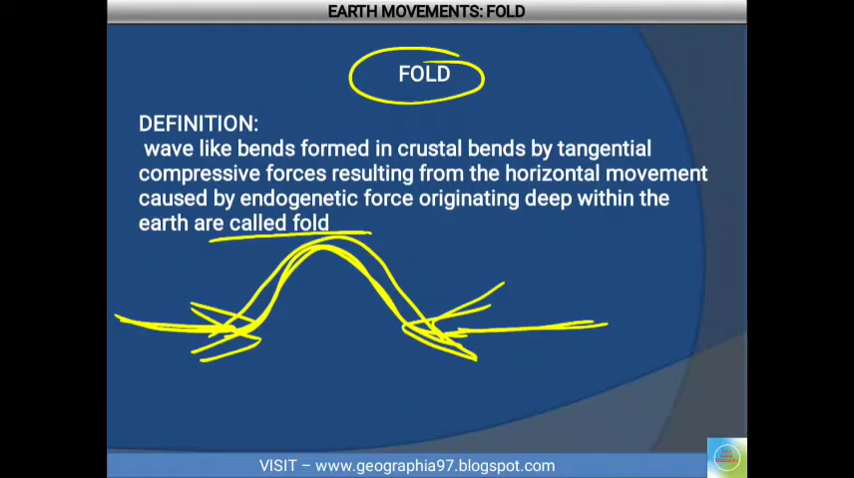 EARTH MOVEMENTS: FOLD
FOLD
DEFINITION:
wave like bends formed in crustal bends by tangential
compressive forces resulting from the horizontal movement
caused by endogenetic force originating deep within the
earth are called fold
VISIT – www.geographia97.blogspot.com